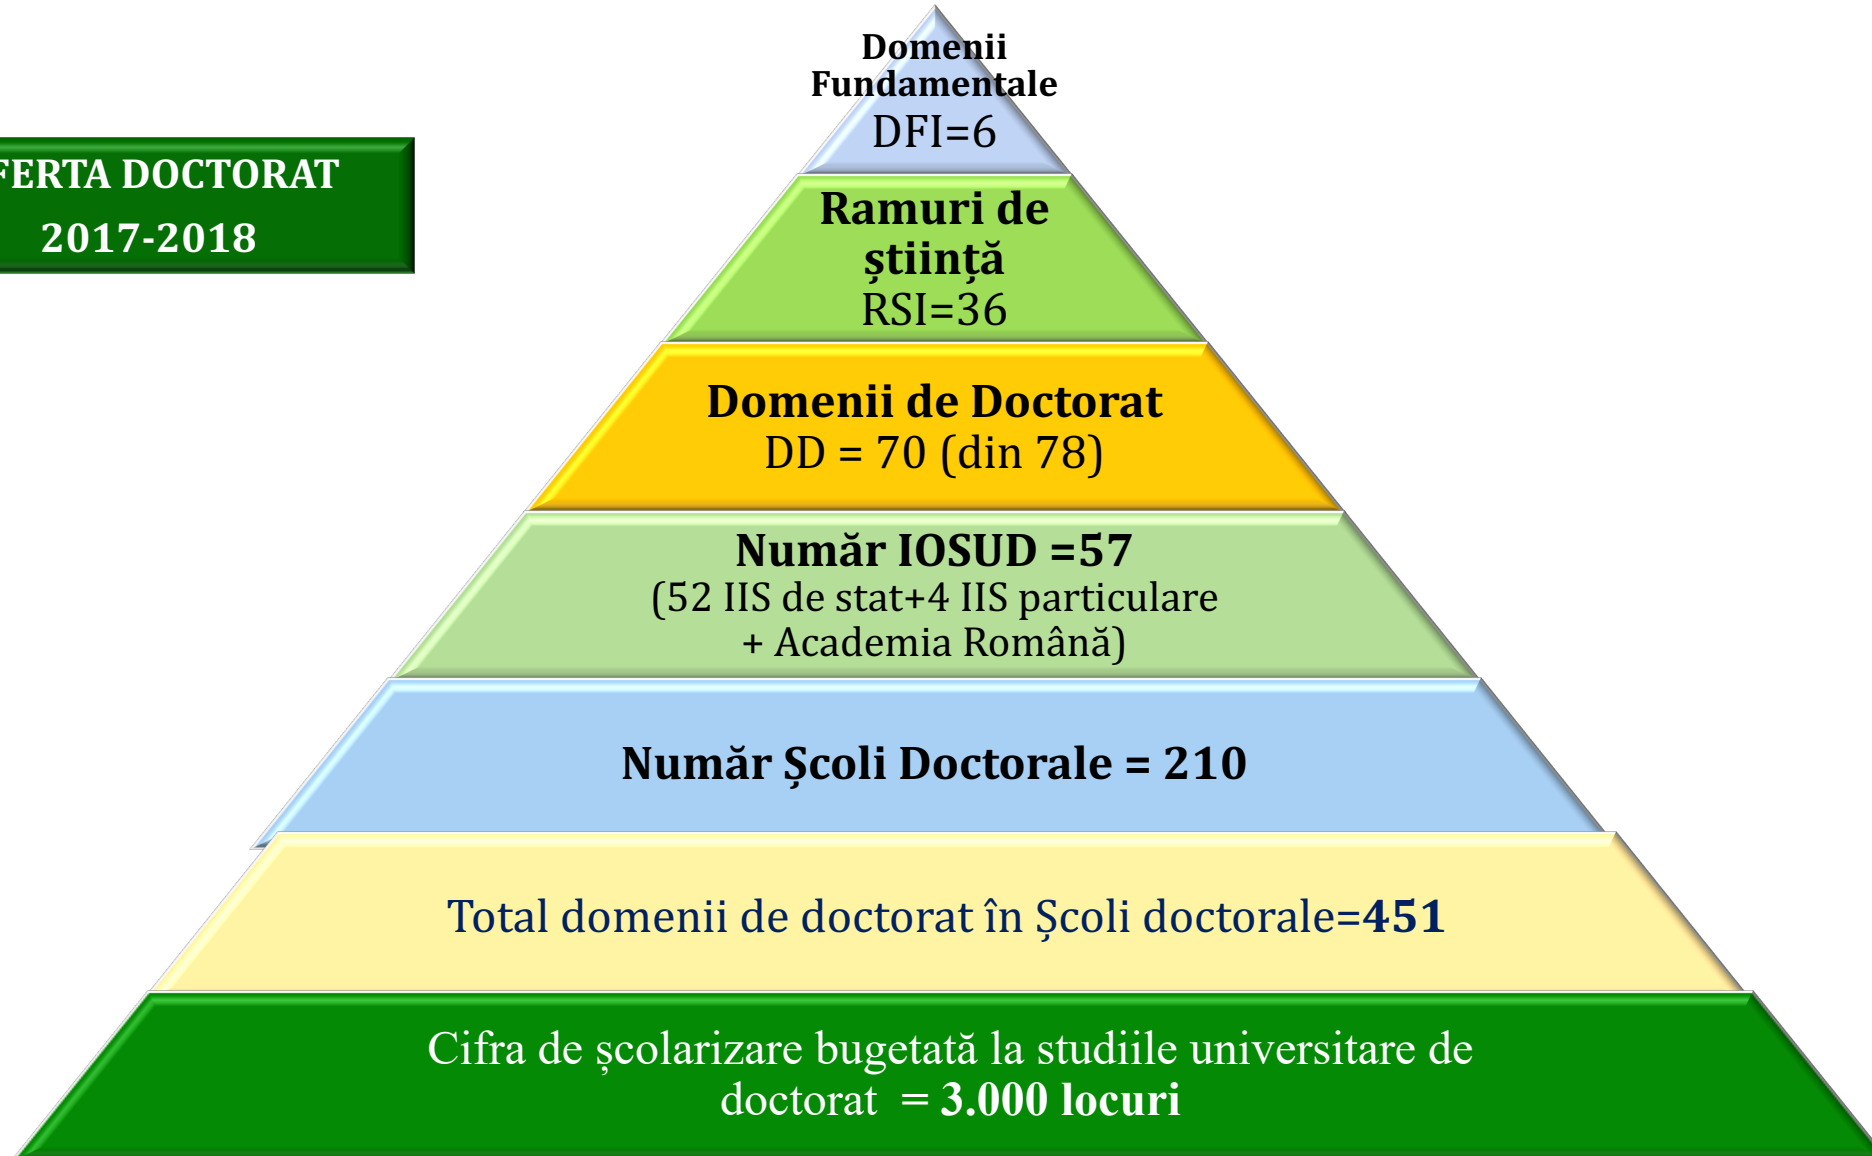 Domenii
Fundamentale
DFI=6
FERTA DOCTORAT
2017-2018
Ramuri de
știință
RSI=36
Domenii de Doctorat
DD = 70 (din 78)
Număr IOSUD =57
(52 IIS de stat+4 IIS particulare
+ Academia Română)
Număr Școli Doctorale = 210
Total domenii de doctorat în Școli doctorale=451
Cifra de școlarizare bugetată la studiile universitare de
doctorat = 3.000 locuri